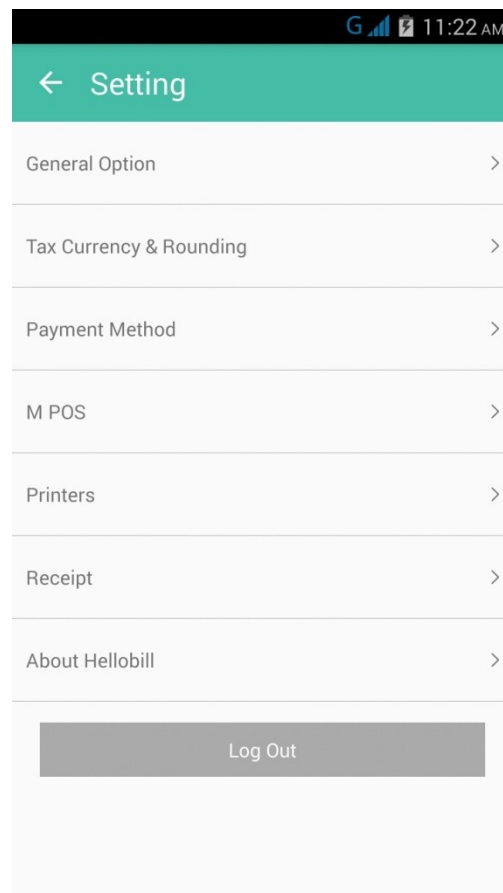 G 11:22 AM
Setting
General Option
Tax Currency & Rounding
Payment Method
M POS
Printers
Receipt
About Hellobill
Log Out